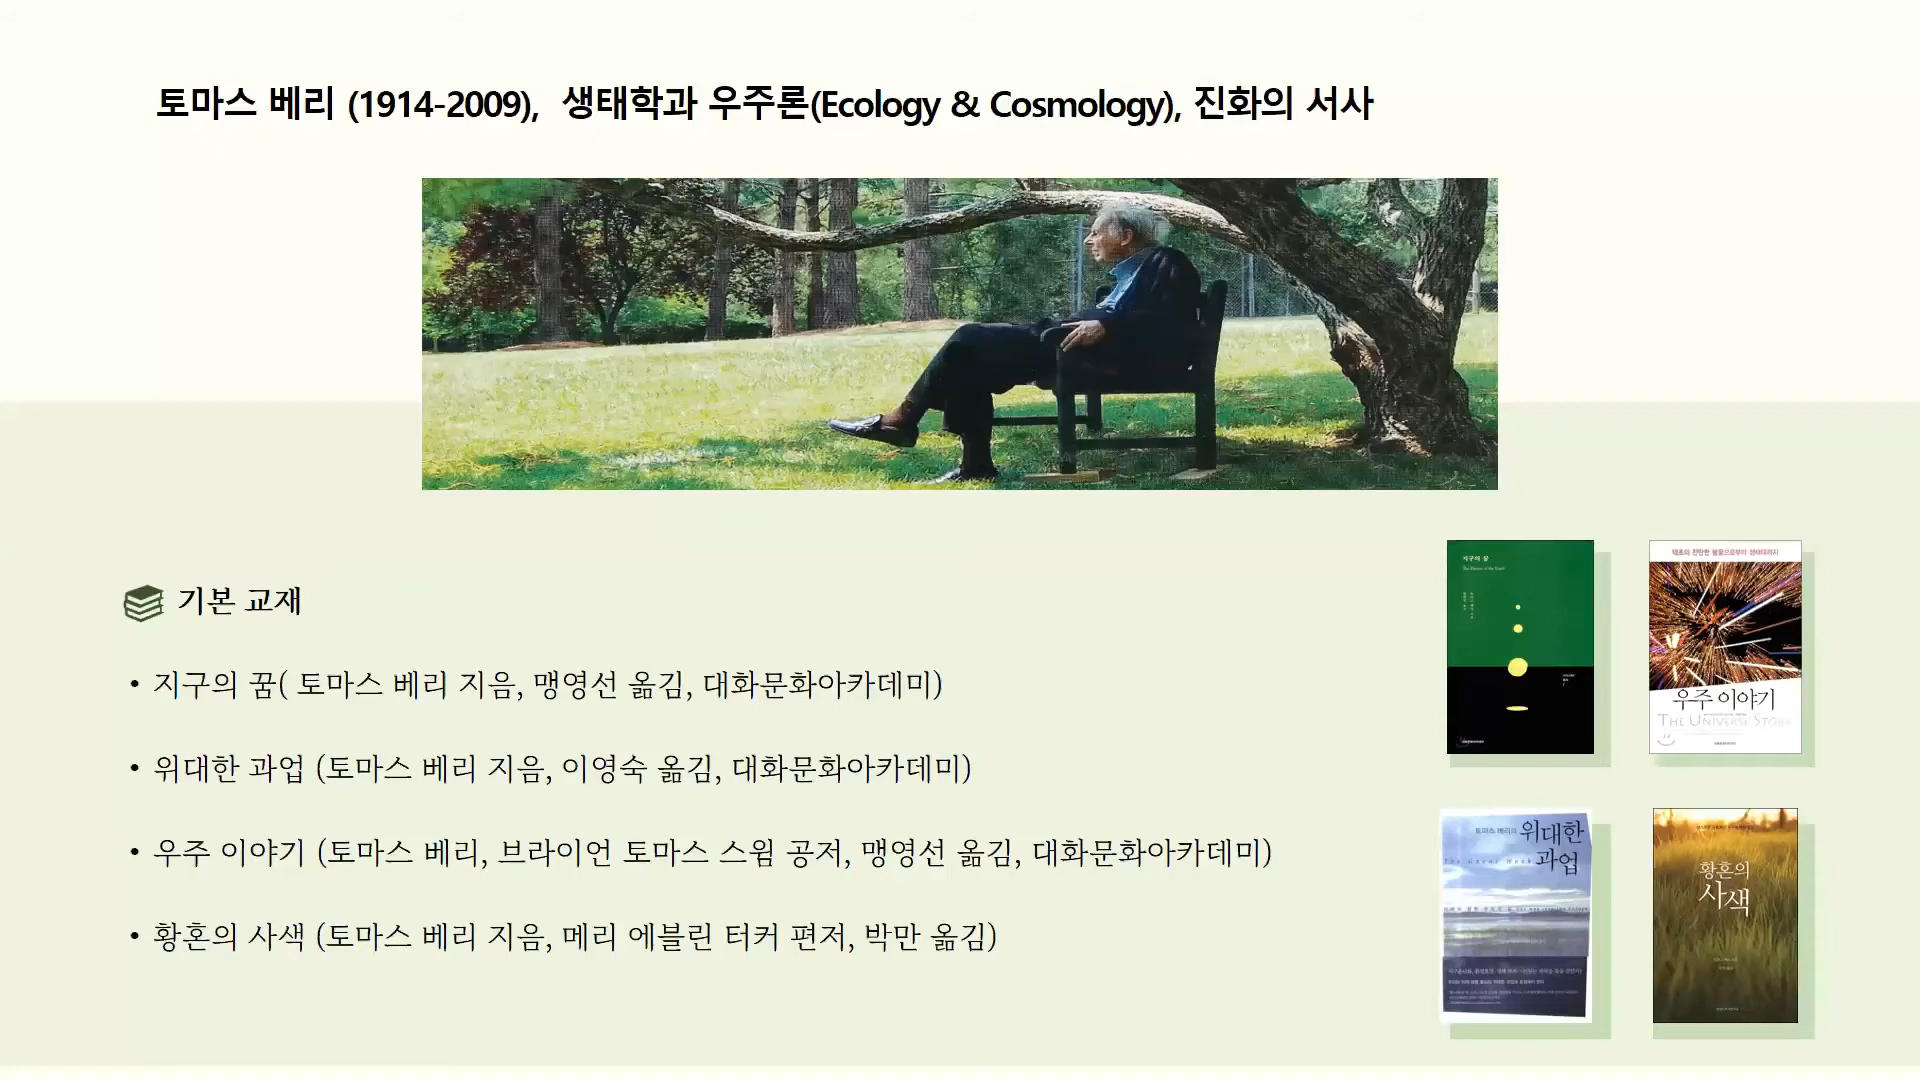 토마스 베리 (1914-2009),  생태학과 우주론(Ecology & Cosmology), 진화의 서사
기본 교재
• 지구의 꿈( 토마스 베리 지음, 맹영선 옮김, 대화문화아카데미)
• 위대한 과업 (토마스 베리 지음, 이영숙 옮김, 대화문화아카데미)
• 우주 이야기 (토마스 베리, 브라이언 토마스 스윔 공저, 맹영선 옮김, 대화문화아카데미)
• 황혼의 사색 (토마스 베리 지음, 메리 에블린 터커 편저, 박만 옮김)
지구의 꿈
우주 이야기
THE UNIVERSE STORY
토마스 베리의 위대한
과업
황혼의
사색